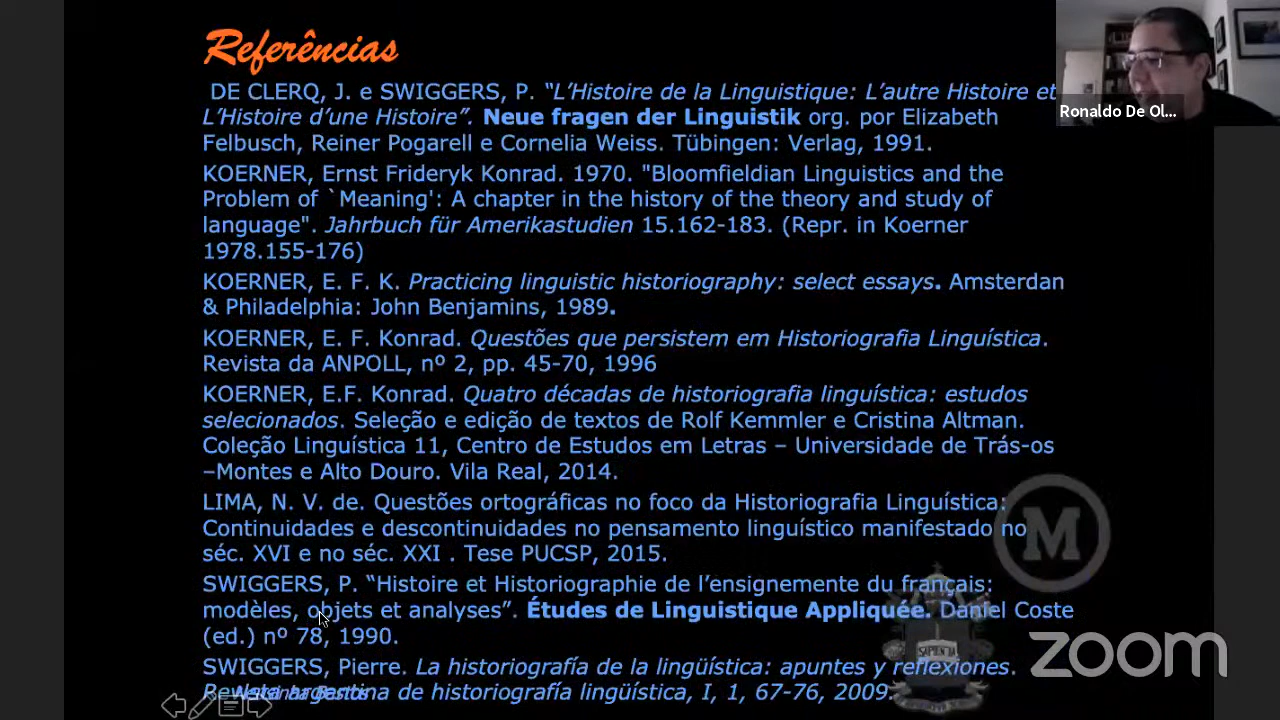 Referências
DE CLERQ, J. e SWIGGERS, P. “L’Histoire de la Linguistique: L’autre Histoire et
L’Histoire d’une Histoire”. Neue fragen der Linguistik org. por Elizabeth
Felbusch, Reiner Pogarell e Cornelia Weiss. Tübingen: Verlag, 1991.
KOERNER, Ernst Frideryk Konrad. 1970. "Bloomfieldian Linguistics and the
Problem of `Meaning': A chapter in the history of the theory and study of
language". Jahrbuch für Amerikastudien 15.162-183. (Repr. in Koerner
1978.155-176)
KOERNER, E. F. K. Practicing linguistic historiography: select essays. Amsterdan
& Philadelphia: John Benjamins, 1989.
KOERNER, E. F. Konrad. Questões que persistem em Historiografia Linguística.
Revista da ANPOLL, nº 2, pp. 45-70, 1996
KOERNER, E.F. Konrad. Quatro décadas de historiografia linguística: estudos
selecionados. Seleção e edição de textos de Rolf Kemmler e Cristina Altman.
Coleção Linguística 11, Centro de Estudos em Letras – Universidade de Trás-os
–Montes e Alto Douro. Vila Real, 2014.
LIMA, N. V. de. Questões ortográficas no foco da Historiografia Linguística:
Continuidades e descontinuidades no pensamento linguístico manifestado no
séc. XVI e no séc. XXI . Tese PUCSP, 2015.
SWIGGERS, P. “Histoire et Historiographie de l’ensignemente du français:
modèles, objets et analyses”. Études de Linguistique Appliquée. Daniel Coste
(ed.) nº 78, 1990.
SWIGGERS, Pierre. La historiografía de la lingüística: apuntes y reflexiones.
Revista argentina de historiografía lingüística, I, 1, 67-76, 2009.
Ronaldo De Ol...
M
SAPIENTIA
zoom